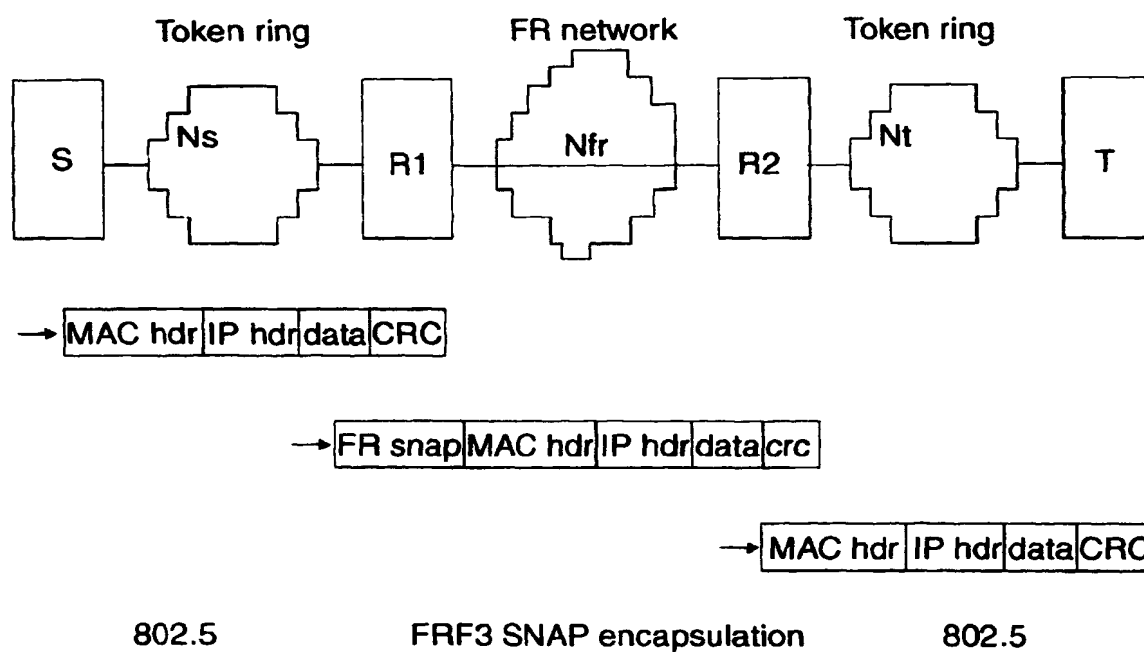 Token ring FR network Token ring
S Ns R1 Nfr R2 Nt T
MAC hdr IP hdr data CRC
FR snap MAC hdr IP hdr data crc
MAC hdr IP hdr data CRC
802.5 FRF3 SNAP encapsulation 802.5